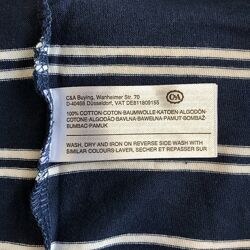 C&A
C&A Buying, Wanheimer Str. 70
D-40468 Düsseldorf, VAT DE811809155
100% COTTON-COTON-BAUMWOLLE-KATOEN-ALGODÓN-
COTONE-ALGODÃO-BAVLNA-BAWEŁNA-PAMUT-BOMBAŽ-
BUMBAC-PAMUK
WASH, DRY AND IRON ON REVERSE SIDE WITH
SIMILAR COLOURS-LAVER, SECHER ET REPASSER SUR